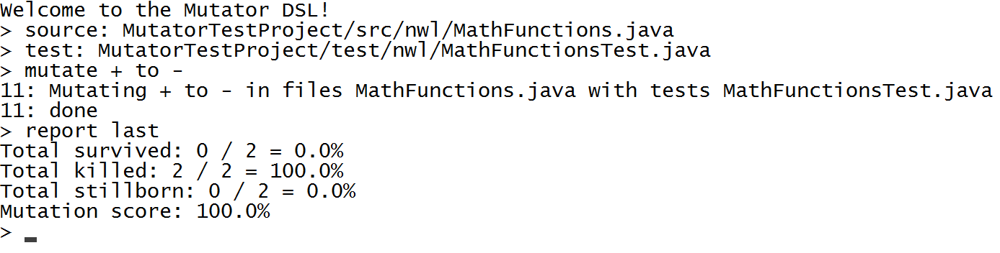 Welcome to the Mutator DSL!
> source: MutatorTestProject/src/nwl/MathFunctions.java
> test: MutatorTestProject/test/nwl/MathFunctionsTest.java
> mutate + to -
11: Mutating + to - in files MathFunctions.java with tests MathFunctionsTest.java
11: done
> report last
Total survived: 0 / 2 = 0.0%
Total killed: 2 / 2 = 100.0%
Total stillborn: 0 / 2 = 0.0%
Mutation score: 100.0%
>